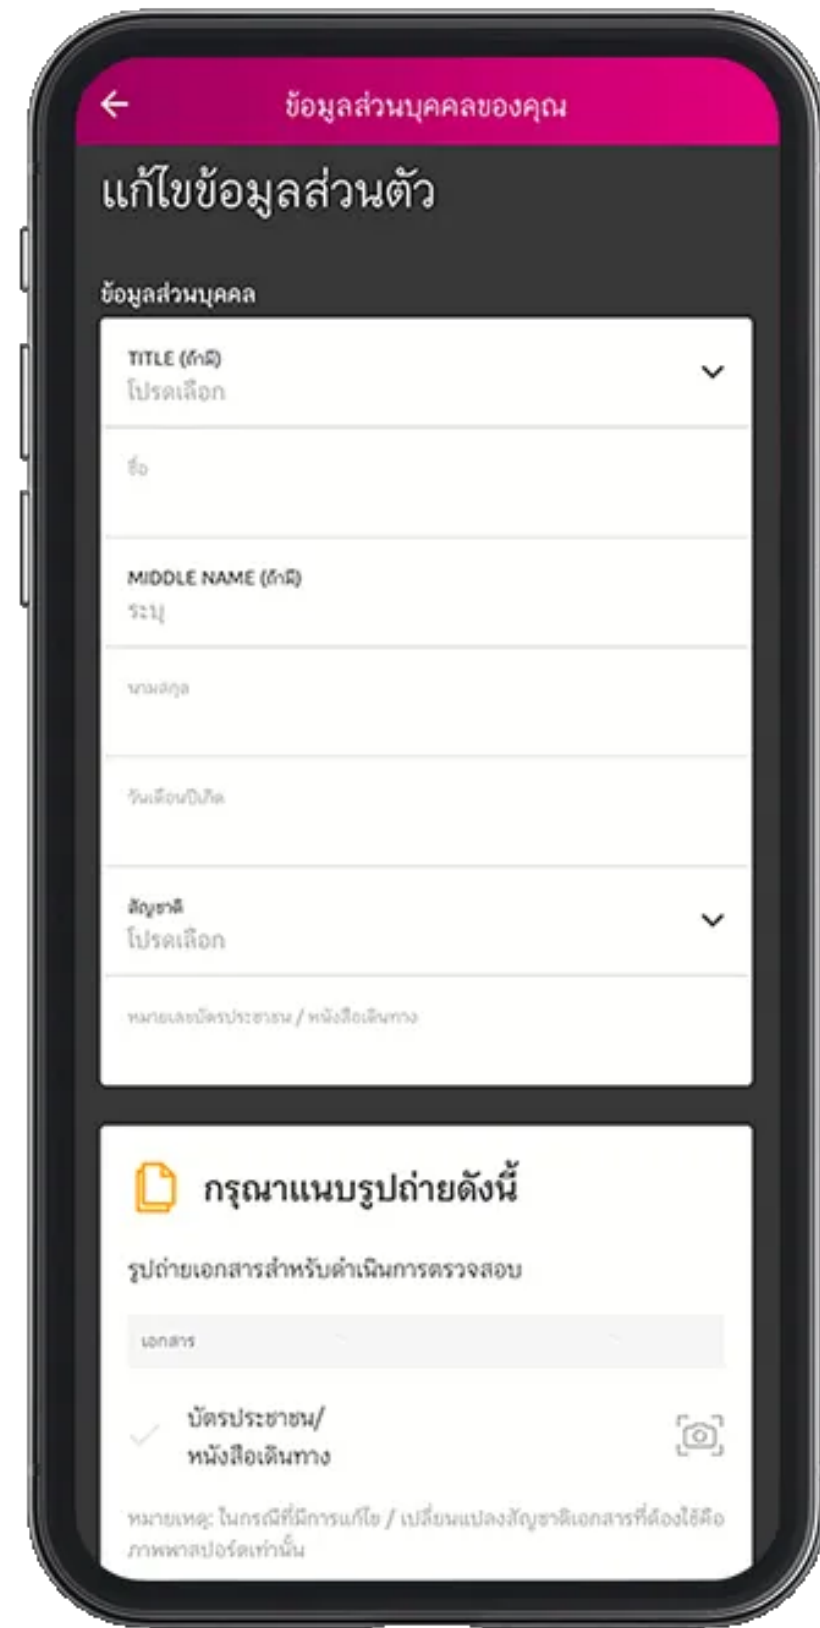 ข้อมูลส่วนบุคคลของคุณ
แก้ไขข้อมูลส่วนตัว
ข้อมูลส่วนบุคคล
TITLE (ถ้ามี)
โปรดเลือก
ชื่อ
MIDDLE NAME (ถ้ามี)
ระบุ
นามสกุล
วันเดือนปีเกิด
สัญชาติ
โปรดเลือก
หมายเลขบัตรประชาชน / หนังสือเดินทาง
กรุณาแนบรูปถ่ายดังนี้
รูปถ่ายเอกสารสำหรับดำเนินการตรวจสอบ
เอกสาร
บัตรประชาชน/
หนังสือเดินทาง
หมายเหตุ: ในกรณีที่มีการแก้ไข / เปลี่ยนแปลงสัญชาติเอกสารที่ต้องใช้คือ
ภาพพาสปอร์ตเท่านั้น